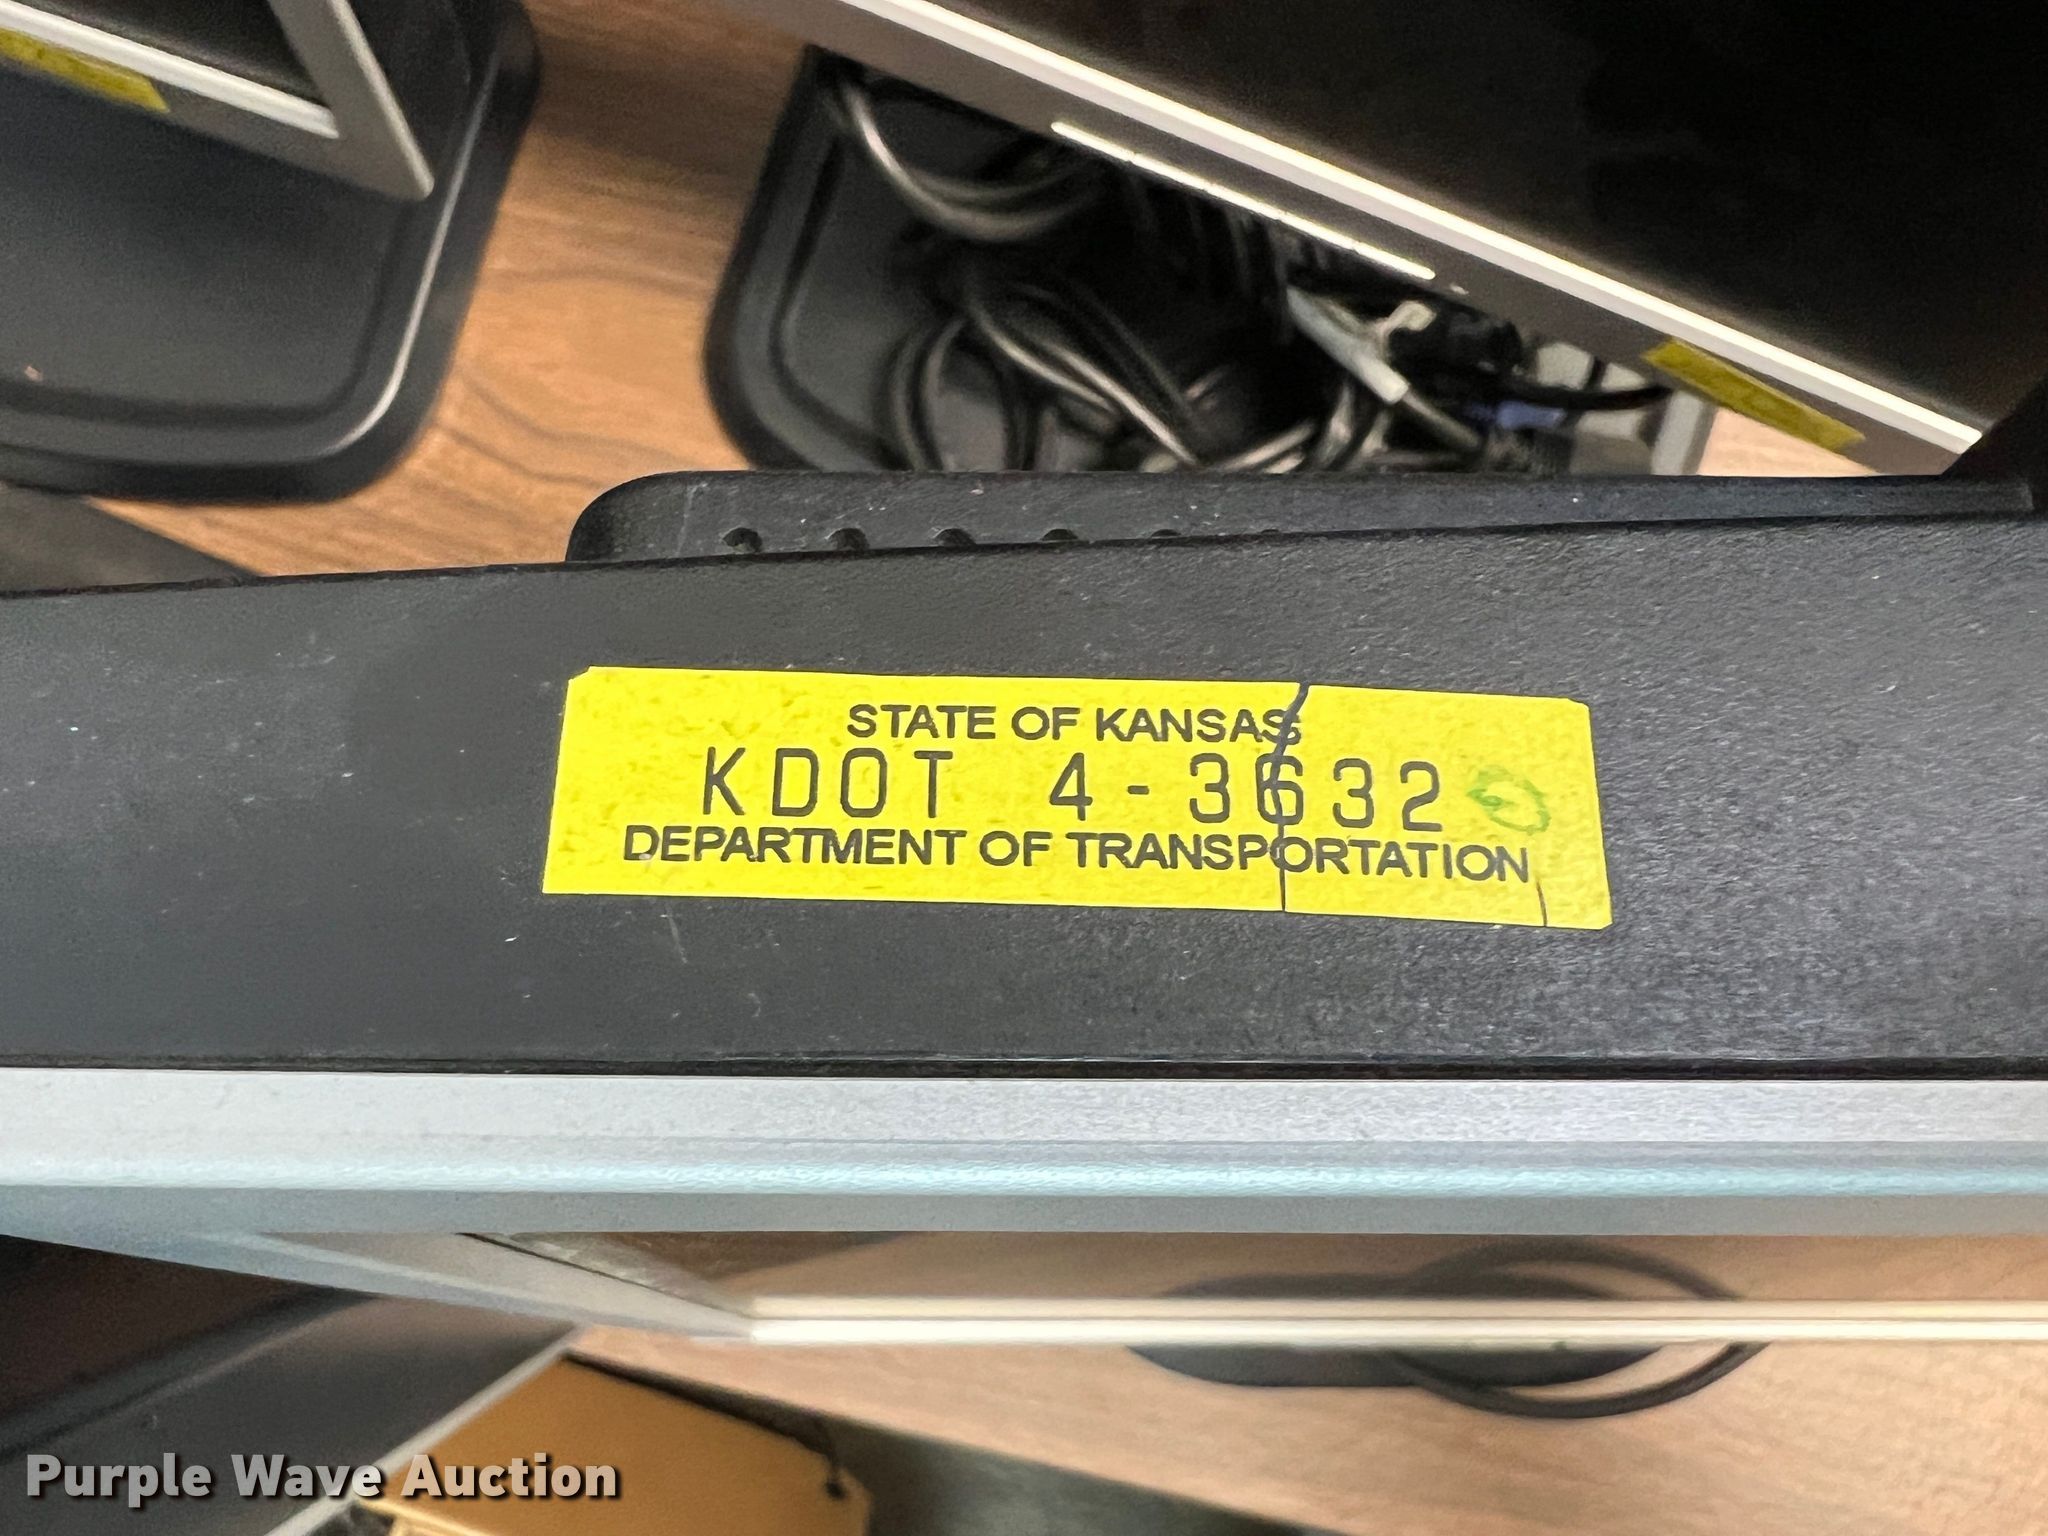 STATE OF KANSAS
KDOT 4-3632
DEPARTMENT OF TRANSPORTATION
Purple Wave Auction